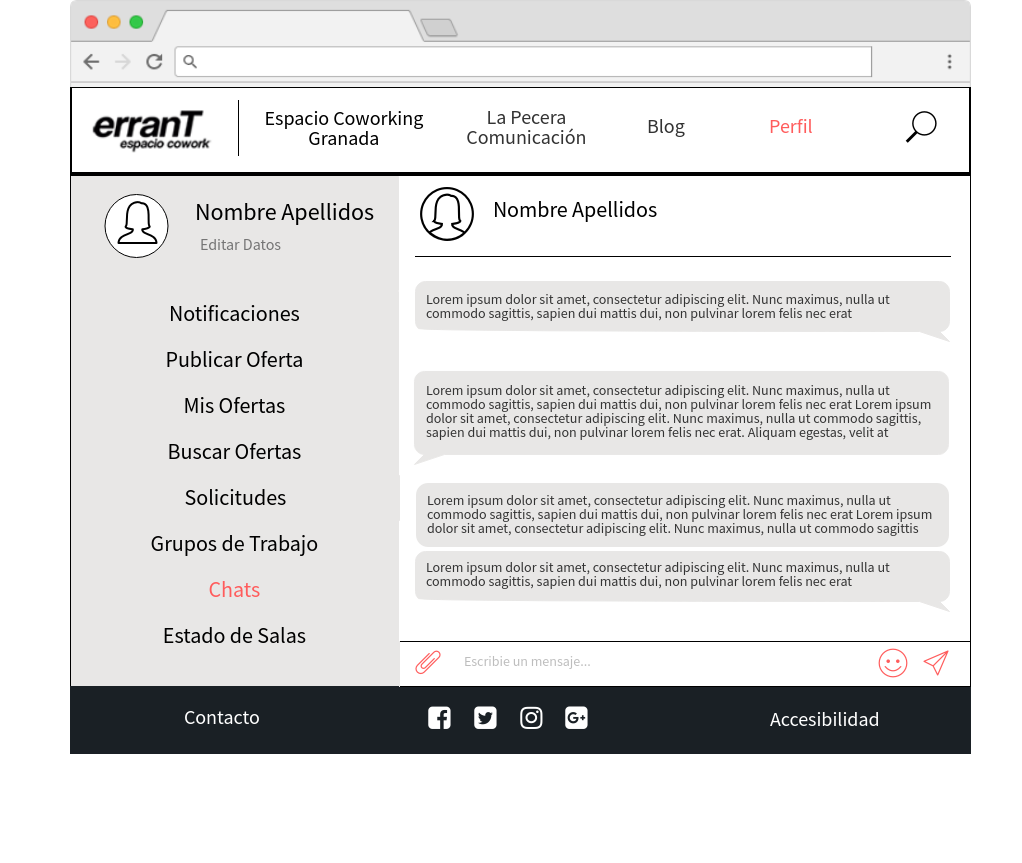 erranT
espacio cowork
Espacio Coworking
Granada
La Pecera
Comunicación
Blog
Perfil
Nombre Apellidos
Editar Datos
Notificaciones
Publicar Oferta
Mis Ofertas
Buscar Ofertas
Solicitudes
Grupos de Trabajo
Chats
Estado de Salas
Nombre Apellidos
Lorem ipsum dolor sit amet, consectetur adipiscing elit. Nunc maximus, nulla ut
commodo sagittis, sapien dui mattis dui, non pulvinar lorem felis nec erat
Lorem ipsum dolor sit amet, consectetur adipiscing elit. Nunc maximus, nulla ut
commodo sagittis, sapien dui mattis dui, non pulvinar lorem felis nec erat Lorem ipsum
dolor sit amet, consectetur adipiscing elit. Nunc maximus, nulla ut commodo sagittis,
sapien dui mattis dui, non pulvinar lorem felis nec erat. Aliquam egestas, velit at
Lorem ipsum dolor sit amet, consectetur adipiscing elit. Nunc maximus, nulla ut
commodo sagittis, sapien dui mattis dui, non pulvinar lorem felis nec erat Lorem ipsum
dolor sit amet, consectetur adipiscing elit. Nunc maximus, nulla ut commodo sagittis
Lorem ipsum dolor sit amet, consectetur adipiscing elit. Nunc maximus, nulla ut
commodo sagittis, sapien dui mattis dui, non pulvinar lorem felis nec erat
Escribie un mensaje...
Contacto
Accesibilidad